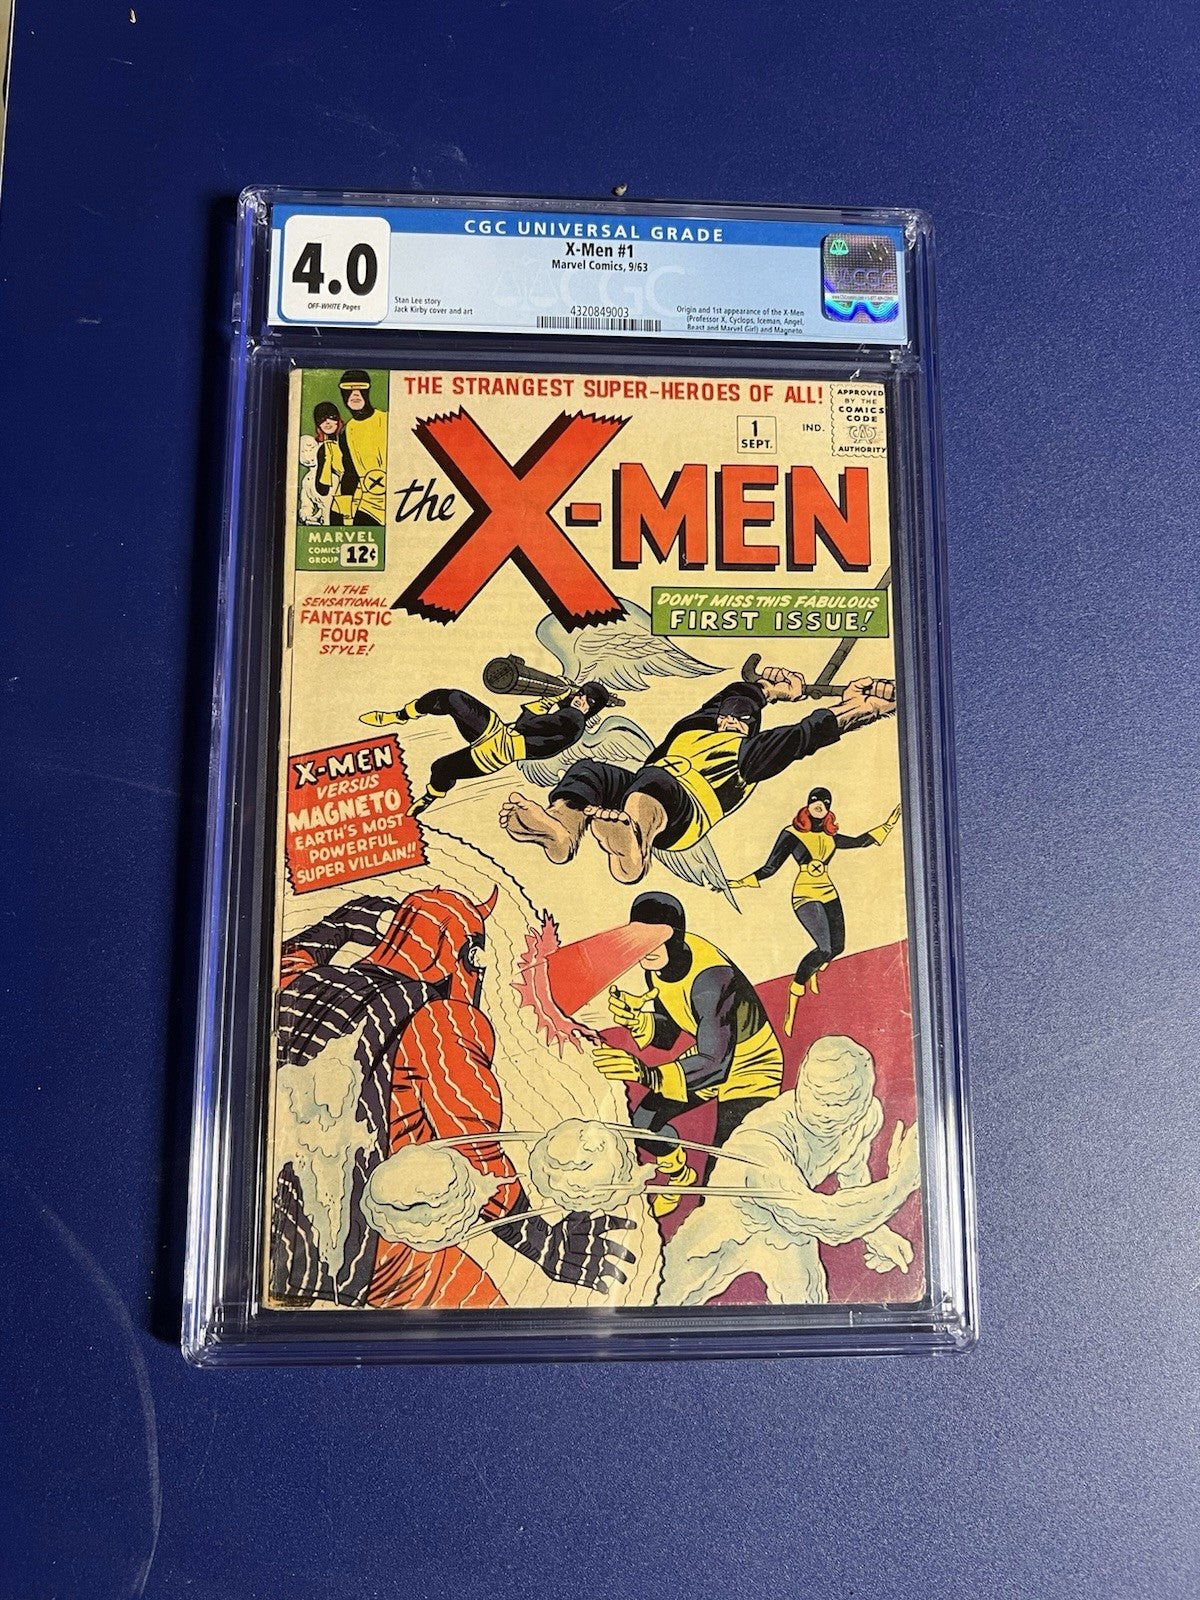 CGC UNIVERSAL GRADE
4.0
OFF-WHITE Pages
X-Men #1
Marvel Comics, 9/63
Stan Lee story
Jack Kirby cover and art
4320849003
Origin and 1st appearance of the X-Men
(Professor X, Cyclops, Iceman, Angel,
Beast and Marvel Girl) and Magneto.
CGC
CGC
THE STRANGEST SUPER-HEROES OF ALL!
APPROVED
BY THE
COMICS
CODE
AUTHORITY
1
SEPT.
IND.
the X-MEN
MARVEL
COMICS
GROUP 12¢
IN THE
SENSATIONAL
FANTASTIC
FOUR
STYLE!
DON'T MISS THIS FABULOUS
FIRST ISSUE!
X-MEN
VERSUS
MAGNETO
EARTH'S MOST
POWERFUL
SUPER VILLAIN!!
X
X
X